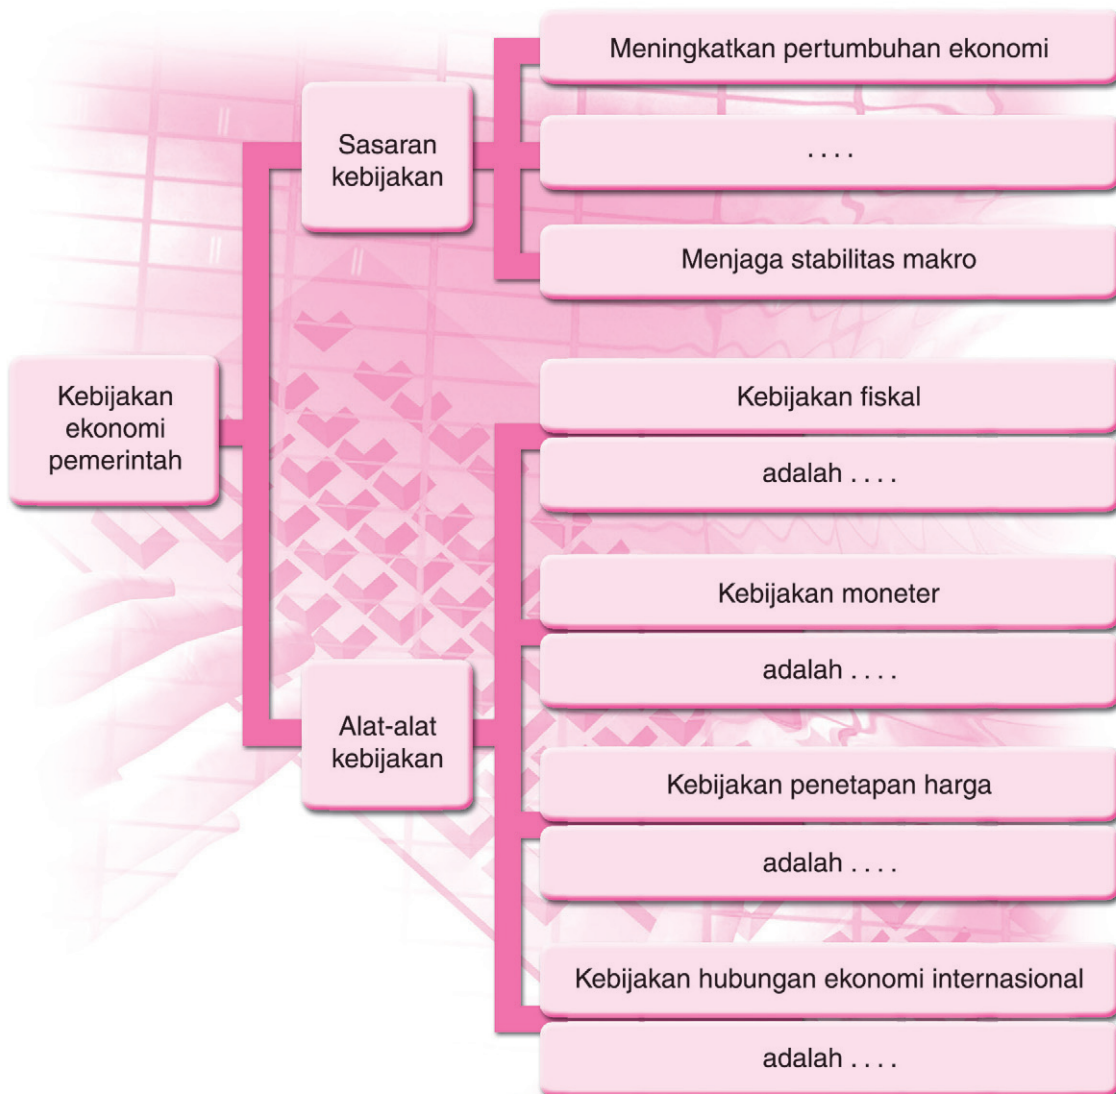 Kebijakan
ekonomi
pemerintah
Sasaran
kebijakan
Meningkatkan pertumbuhan ekonomi
. . . .
Menjaga stabilitas makro
Alat-alat
kebijakan
Kebijakan fiskal
adalah . . . .
Kebijakan moneter
adalah . . . .
Kebijakan penetapan harga
adalah . . . .
Kebijakan hubungan ekonomi internasional
adalah . . . .